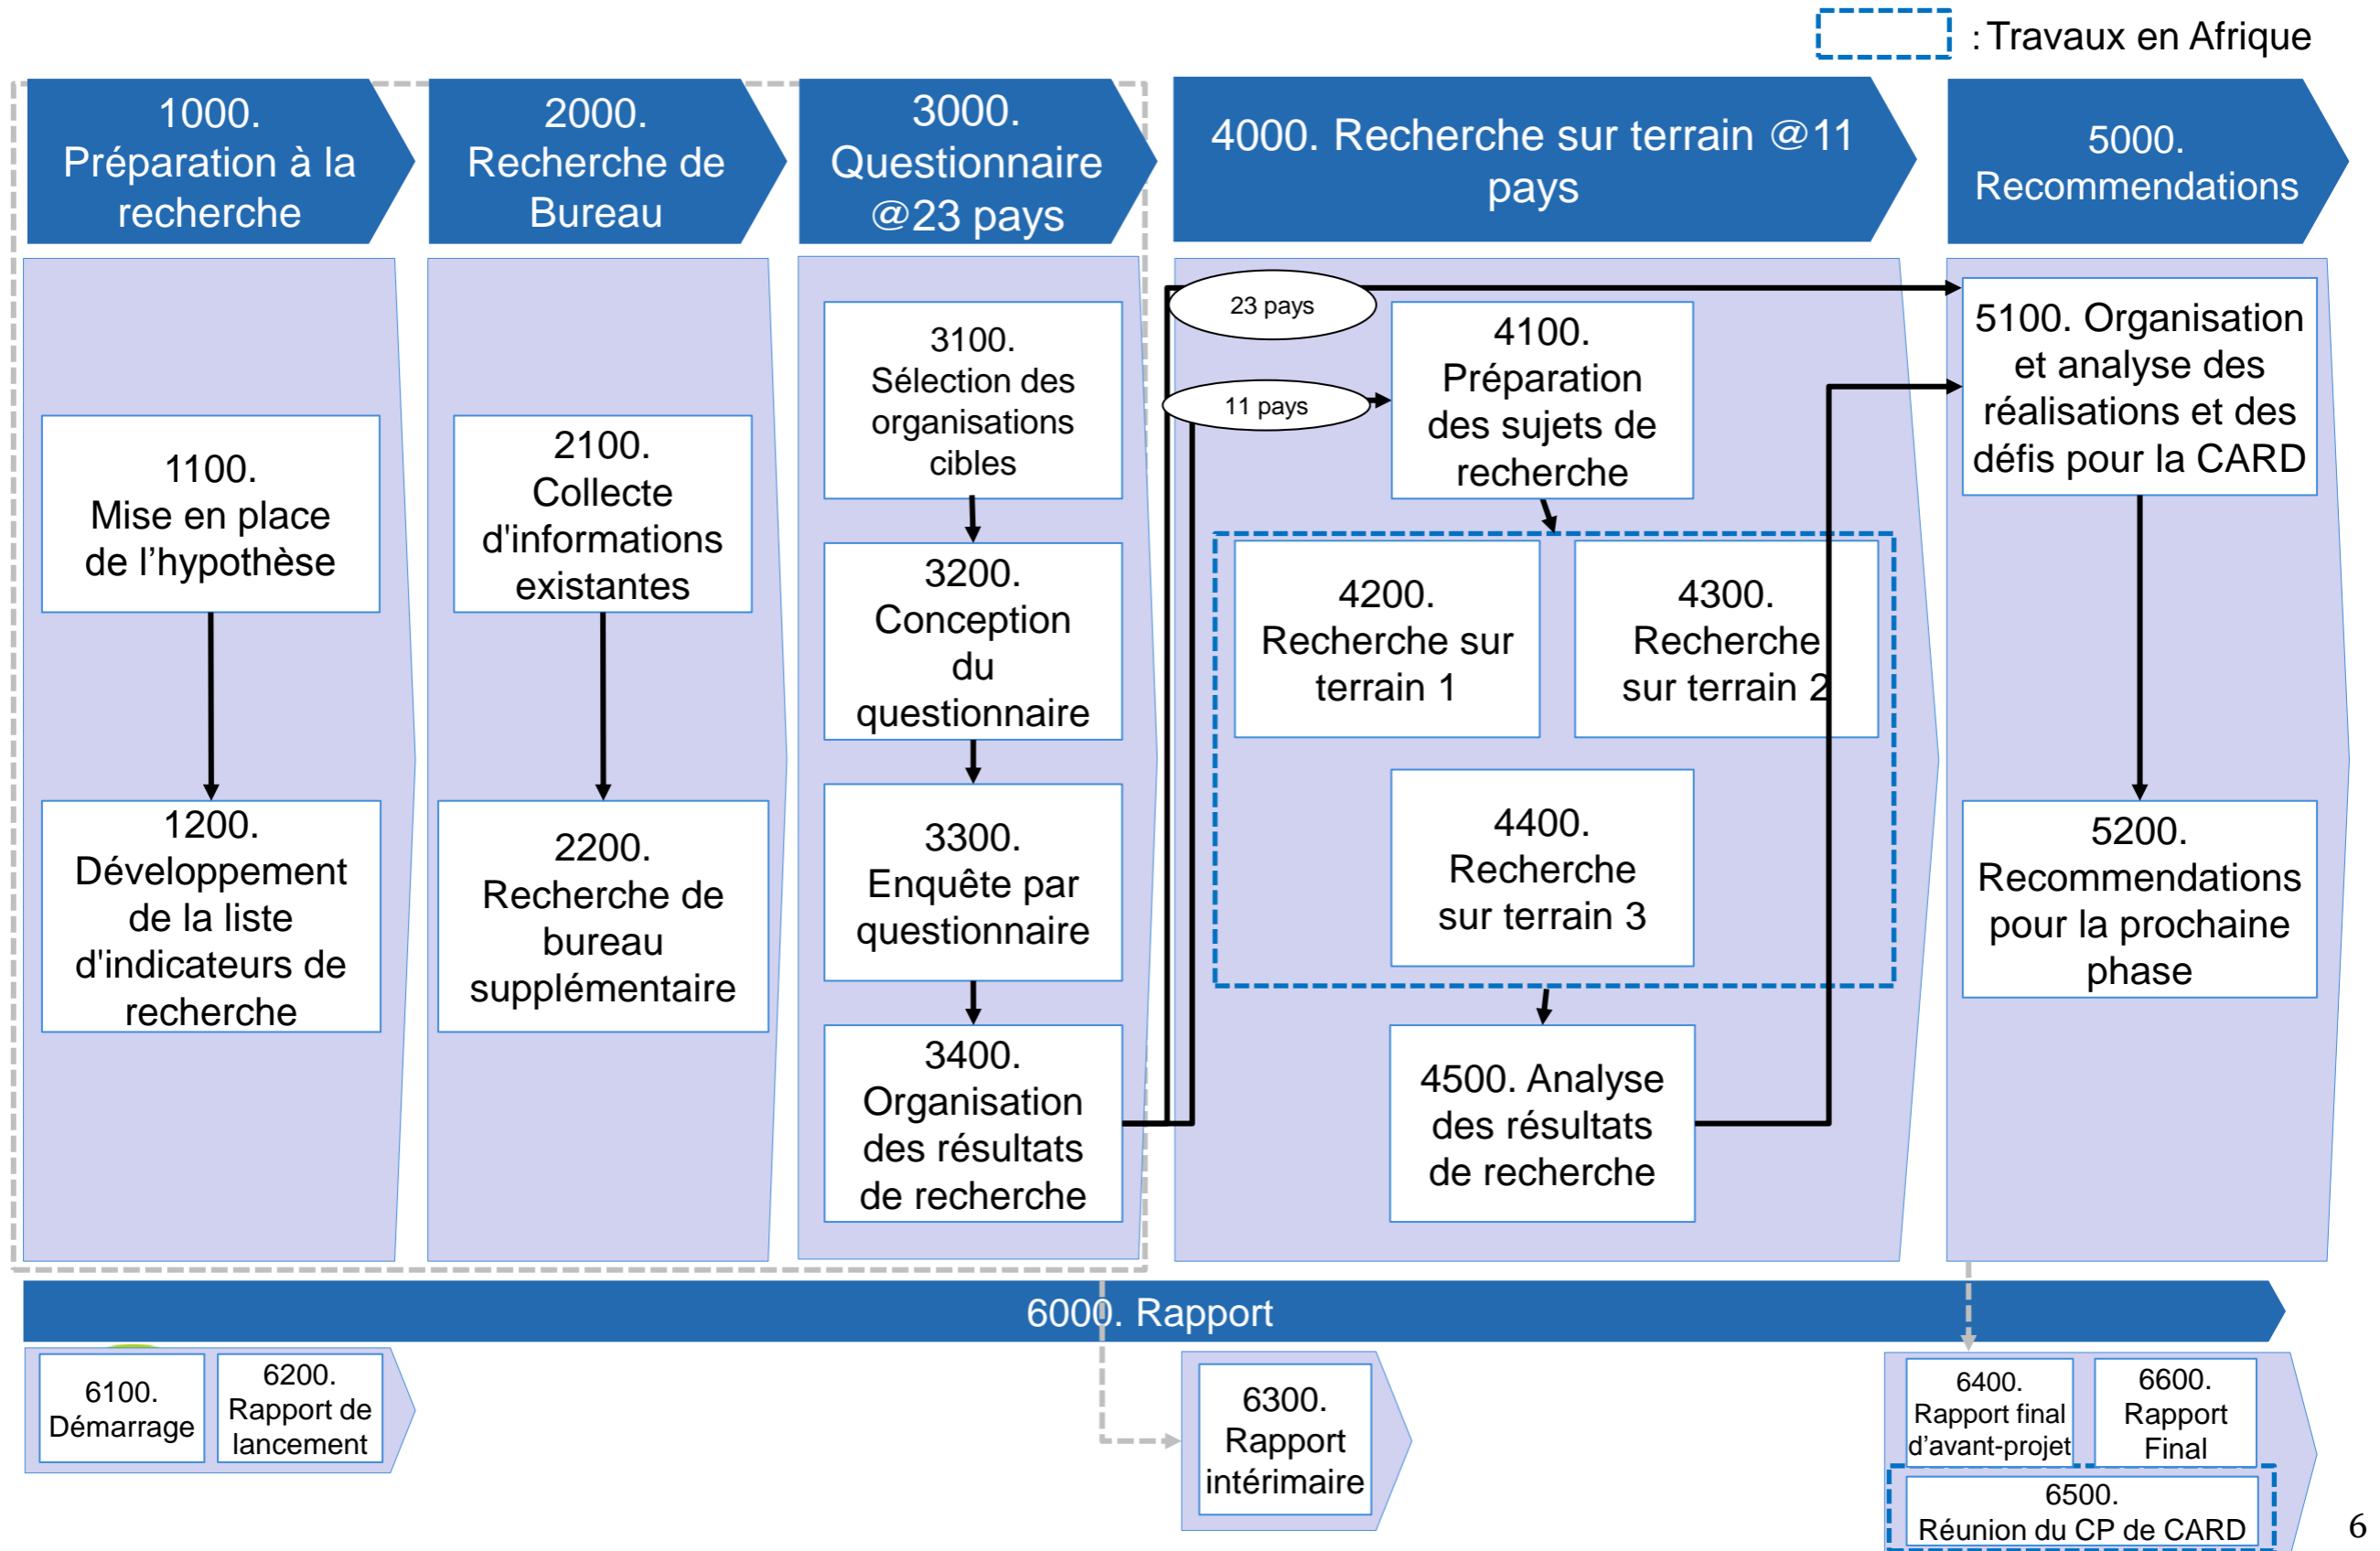 : Travaux en Afrique
1000.
Préparation à la
recherche
2000.
Recherche de
Bureau
3000.
Questionnaire
@23 pays
4000. Recherche sur terrain @11
pays
5000.
Recommendations
1100.
Mise en place
de l’hypothèse
1200.
Développement
de la liste
d'indicateurs de
recherche
2100.
Collecte
d'informations
existantes
2200.
Recherche de
bureau
supplémentaire
3100.
Sélection des
organisations
cibles
3200.
Conception
du
questionnaire
3300.
Enquête par
questionnaire
3400.
Organisation
des résultats
de recherche
23 pays
11 pays
4100.
Préparation
des sujets de
recherche
4200.
Recherche sur
terrain 1
4300.
Recherche
sur terrain 2
4400.
Recherche
sur terrain 3
4500. Analyse
des résultats
de recherche
5100. Organisation
et analyse des
réalisations et des
défis pour la CARD
5200.
Recommendations
pour la prochaine
phase
6000. Rapport
6100.
Démarrage
6200.
Rapport de
lancement
6300.
Rapport
intérimaire
6400.
Rapport final
d’avant-projet
6600.
Rapport
Final
6500.
Réunion du CP de CARD
6